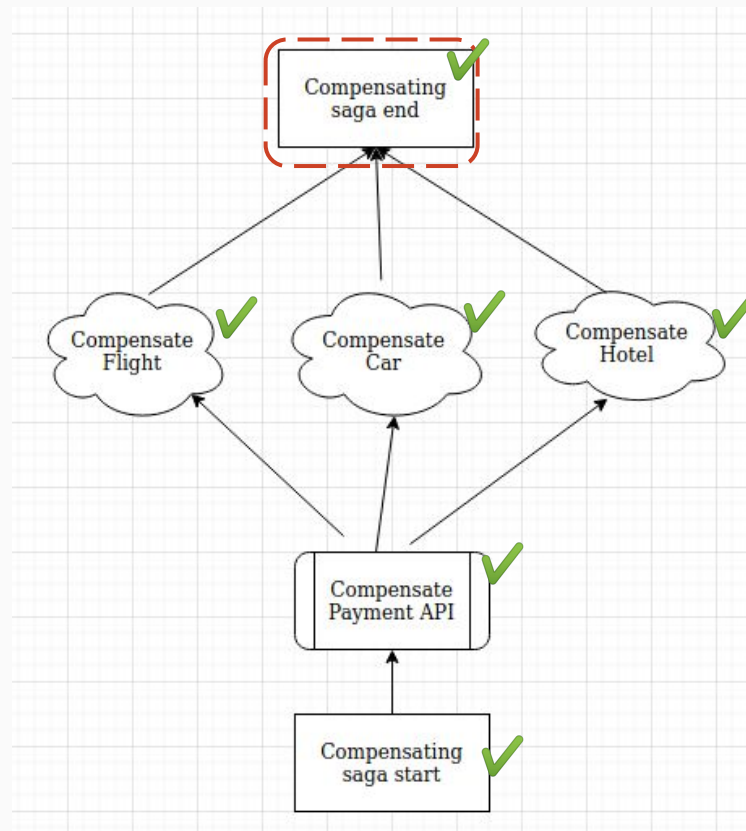 Compensating
saga end
Compensate
Flight
Compensate
Car
Compensate
Hotel
Compensate
Payment API
Compensating
saga start